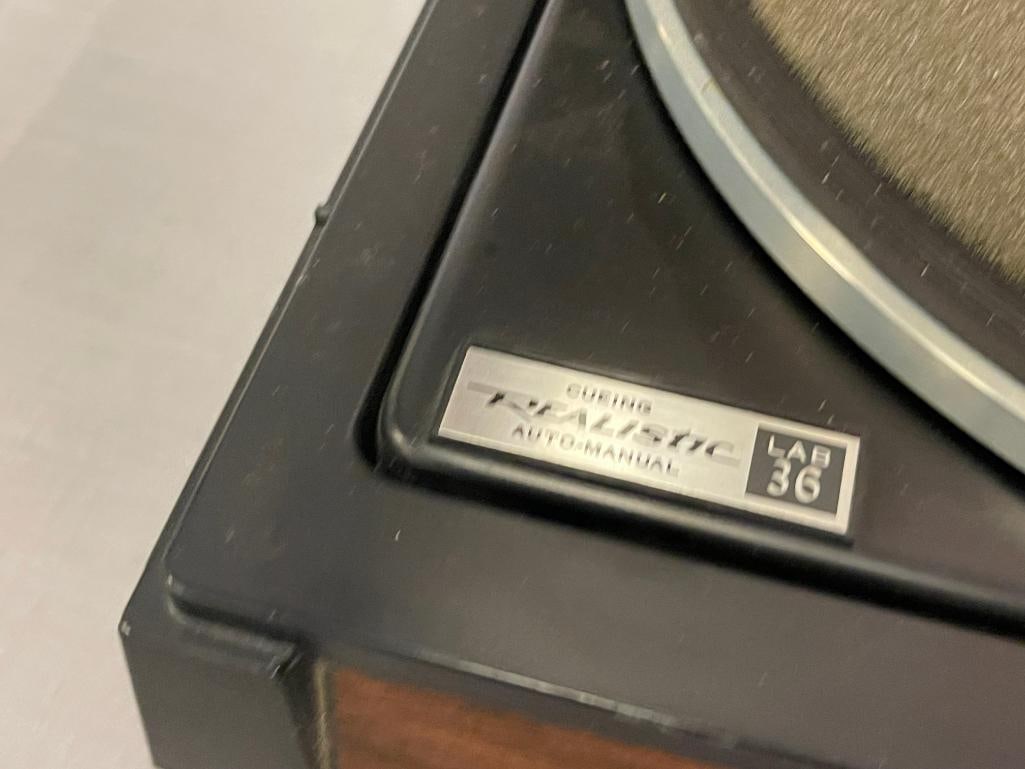 CUEING
REALISTIC
AUTO-MANUAL
LAB
36